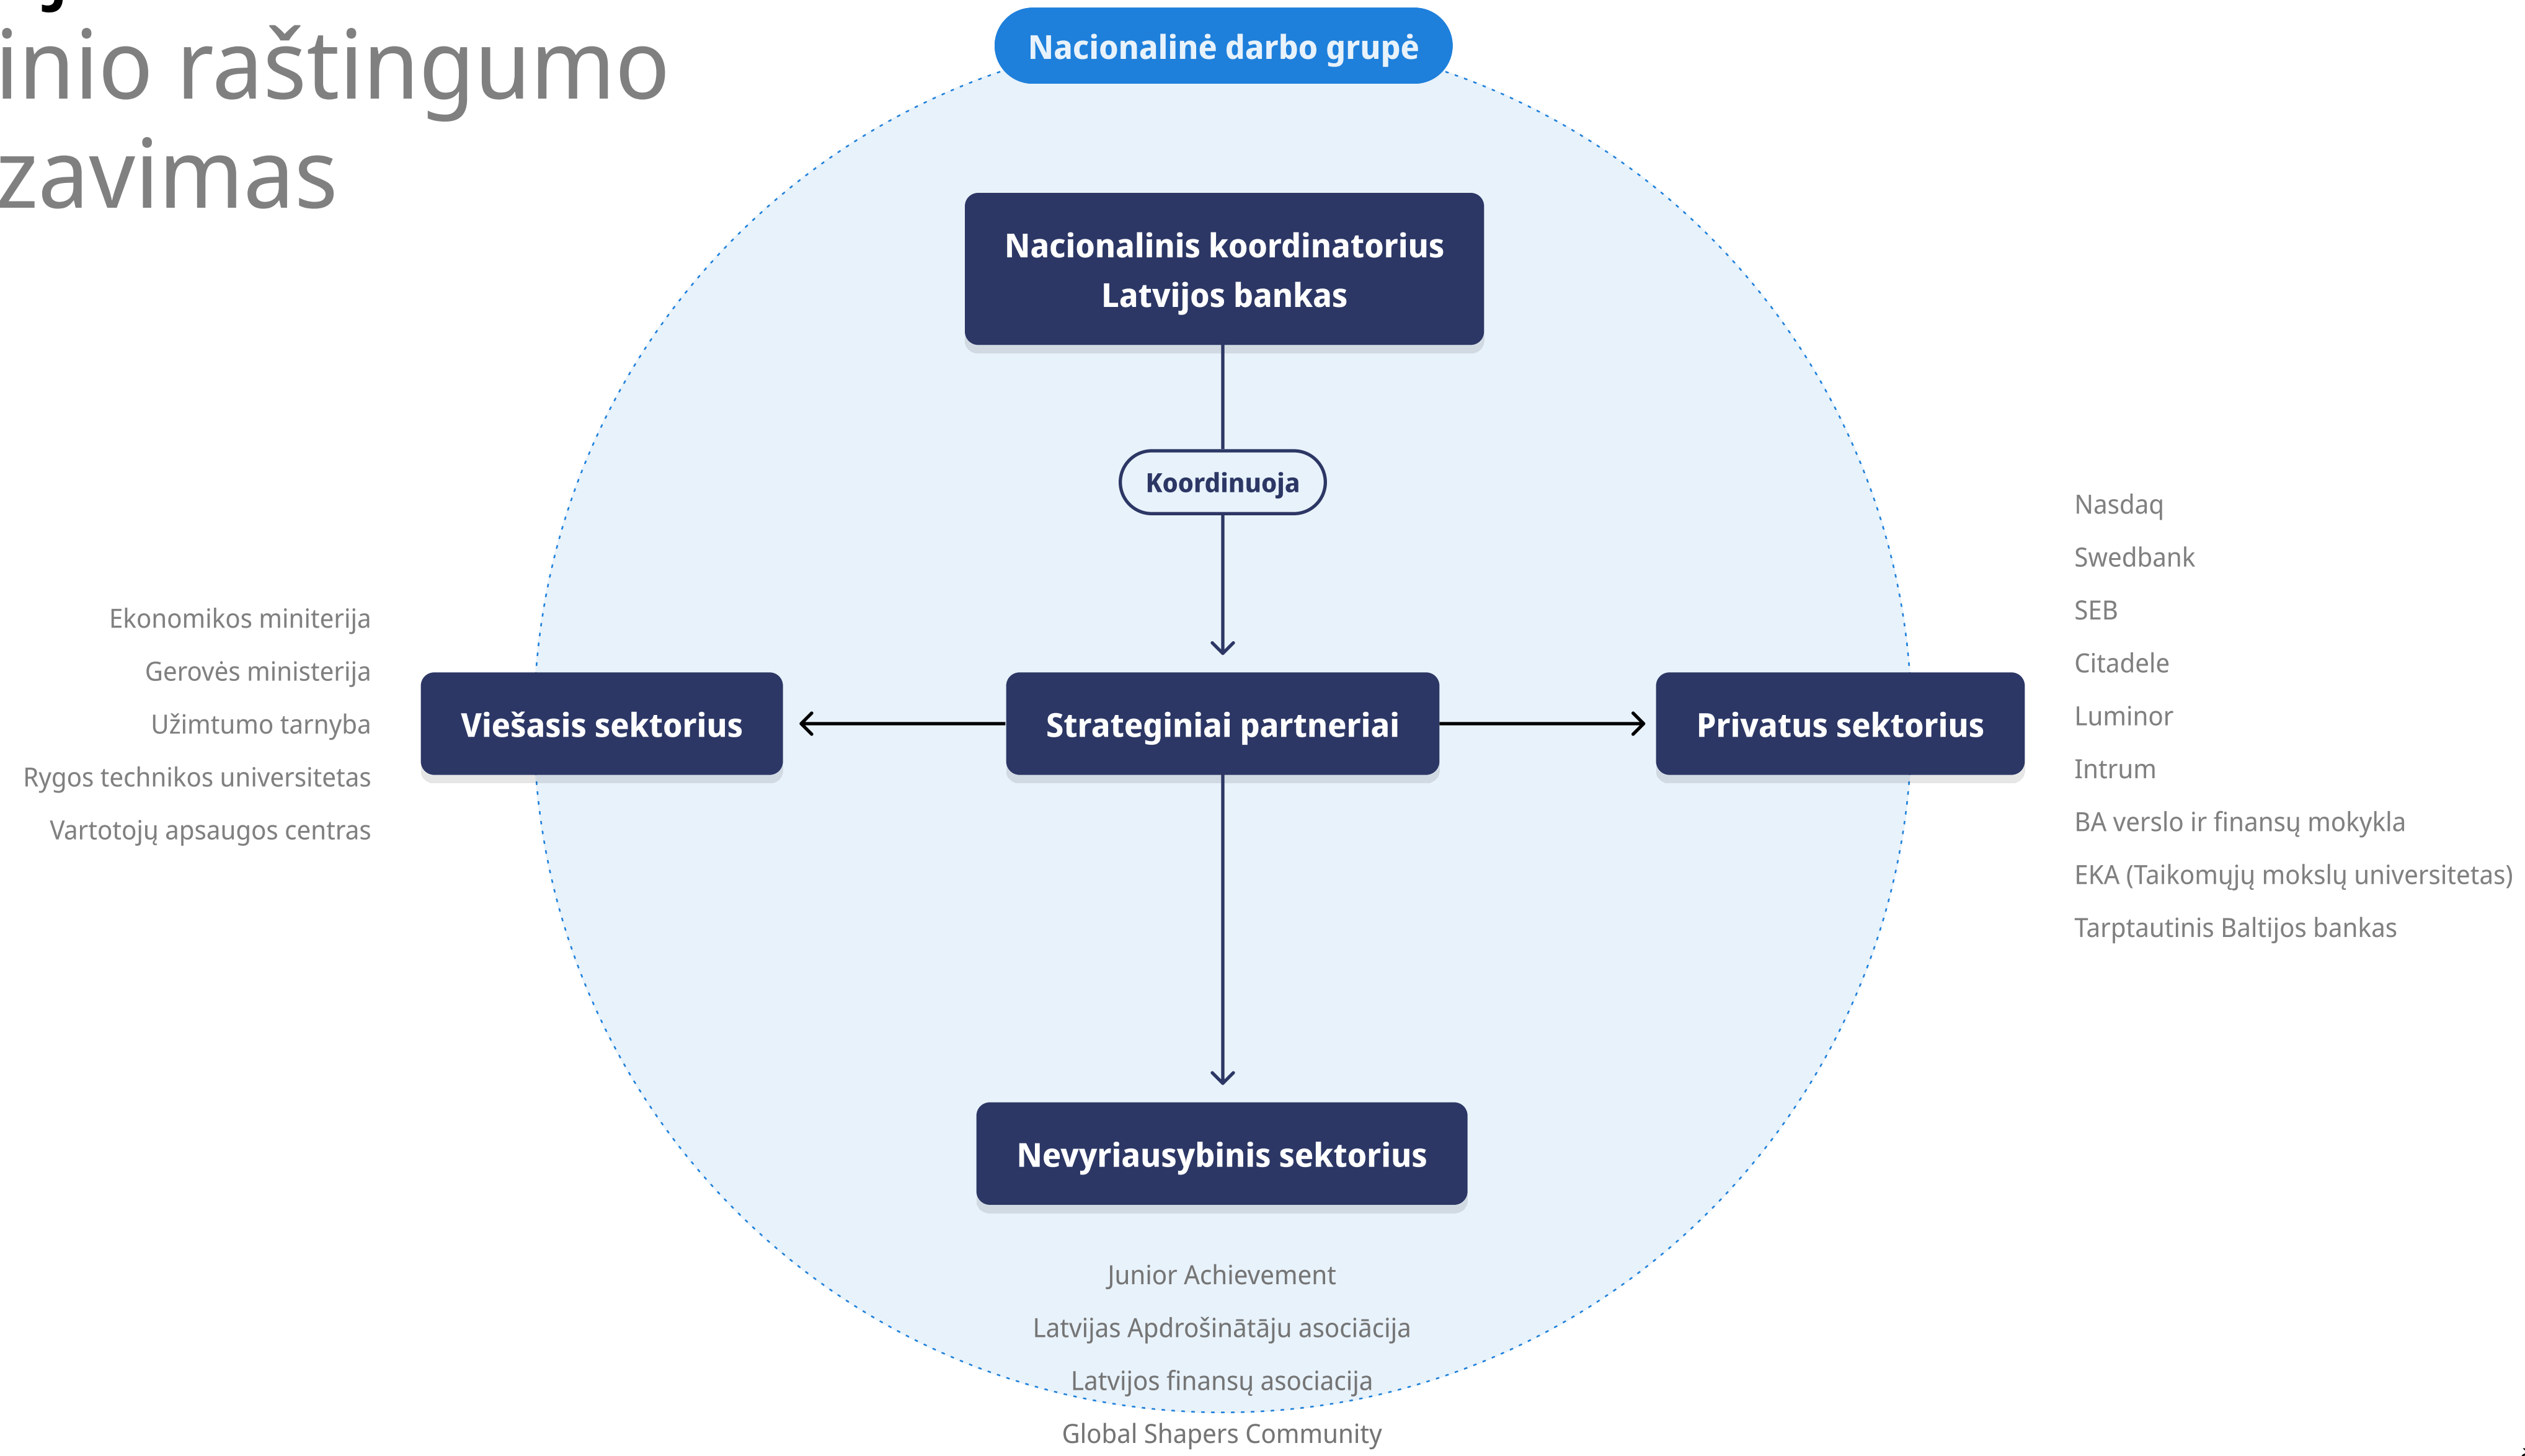 inio raštingumo
zavimas
Nacionalinė darbo grupė
Nacionalinis koordinatorius
Latvijos bankas
Koordinuoja
Ekonomikos miniterija
Gerovės ministerija
Užimtumo tarnyba
Rygos technikos universitetas
Vartotojų apsaugos centras
Viešasis sektorius
Strateginiai partneriai
Privatus sektorius
Nasdaq
Swedbank
SEB
Citadele
Luminor
Intrum
BA verslo ir finansų mokykla
EKA (Taikomųjų mokslų universitetas)
Tarptautinis Baltijos bankas
Nevyriausybinis sektorius
Junior Achievement
Latvijas Apdrošinātāju asociācija
Latvijos finansų asociacija
Global Shapers Community